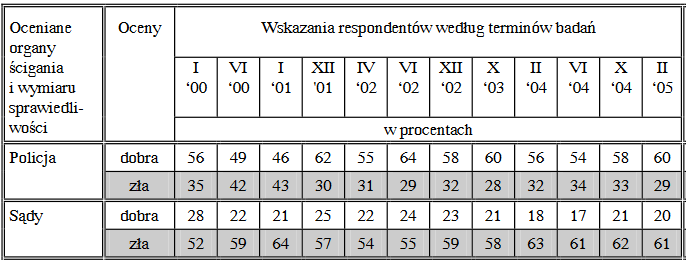 Oceniane Oceny Wskazania respondentów według terminów badań
organy
ścigania I VI I XII IV VI XII X II VI X II
i wymiaru ‘00 ‘00 ‘01 '01 ‘02 ‘02 ‘02 ‘03 ‘04 ‘04 ‘04 ‘05
sprawiedli-
wości w procentach
Policja dobra 56 49 46 62 55 64 58 60 56 54 58 60
zła 35 42 43 30 31 29 32 28 32 34 33 29
Sądy dobra 28 22 21 25 22 24 23 21 18 17 21 20
zła 52 59 64 57 54 55 59 58 63 61 62 61